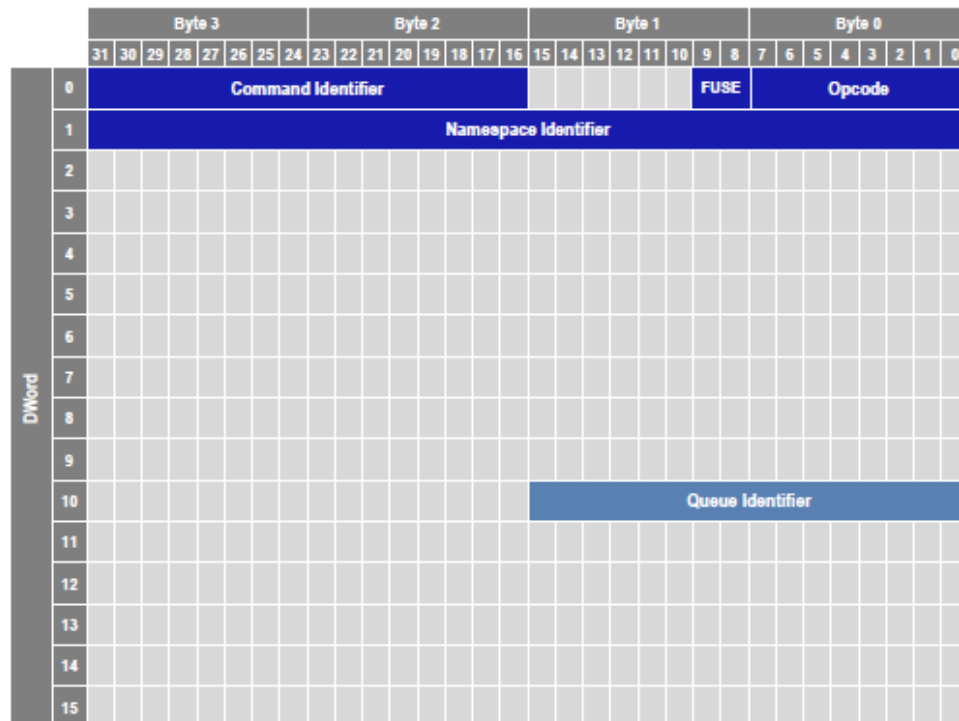 Byte 3 Byte 2 Byte 1 Byte 0
31 30 29 28 27 26 25 24 23 22 21 20 19 18 17 16 15 14 13 12 11 10 9 8 7 6 5 4 3 2 1 0
0 Command Identifier FUSE Opcode
1 Namespace Identifier
2
3
4
5
6
7
DWord
8
9
10 Queue Identifier
11
12
13
14
15